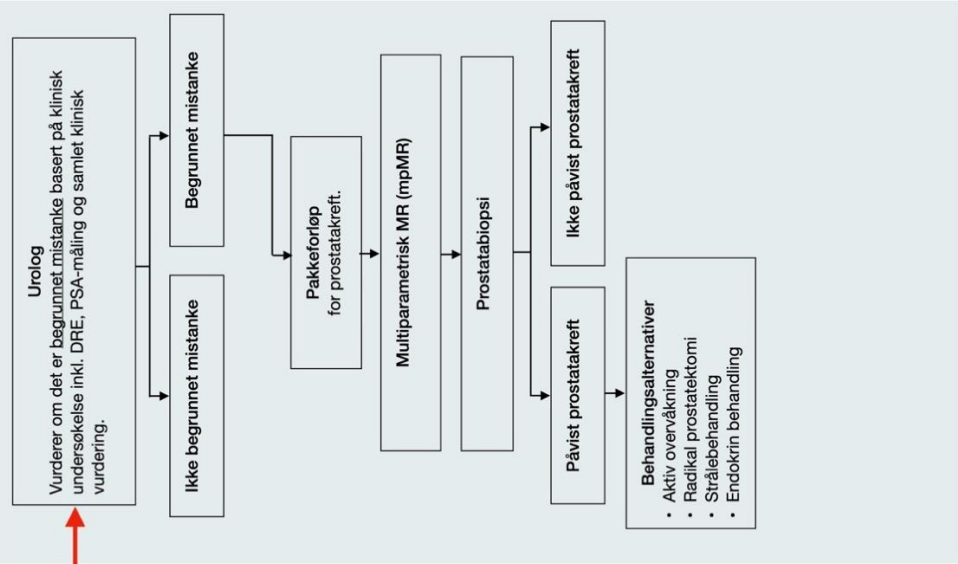 Urolog
Vurderer om det er begrunnet mistanke basert på klinisk
undersøkelse inkl. DRE, PSA-måling og samlet klinisk
vurdering.
Ikke begrunnet mistanke
Begrunnet mistanke
Pakkeforløp
for prostatakreft.
Multiparametrisk MR (mpMR)
Prostatabiopsi
Påvist prostatakreft
Ikke påvist prostatakreft
Behandlingsalternativer
• Aktiv overvåkning
• Radikal prostatektomi
• Strålebehandling
• Endokrin behandling